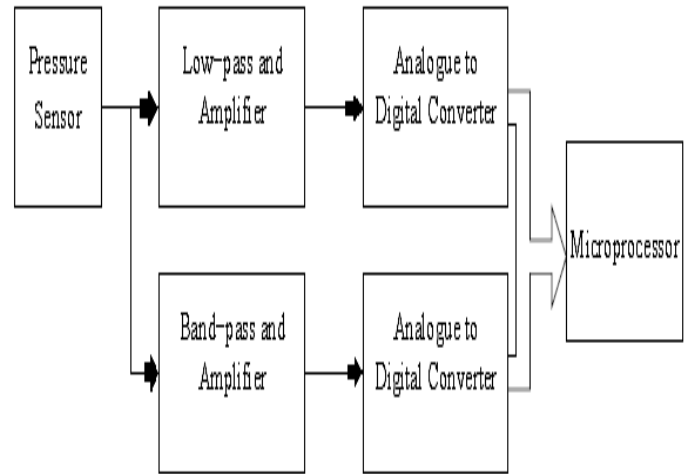 Pressure
Sensor
Low-pass and
Amplifier
Analogue to
Digital Converter
Microprocessor
Band-pass and
Amplifier
Analogue to
Digital Converter